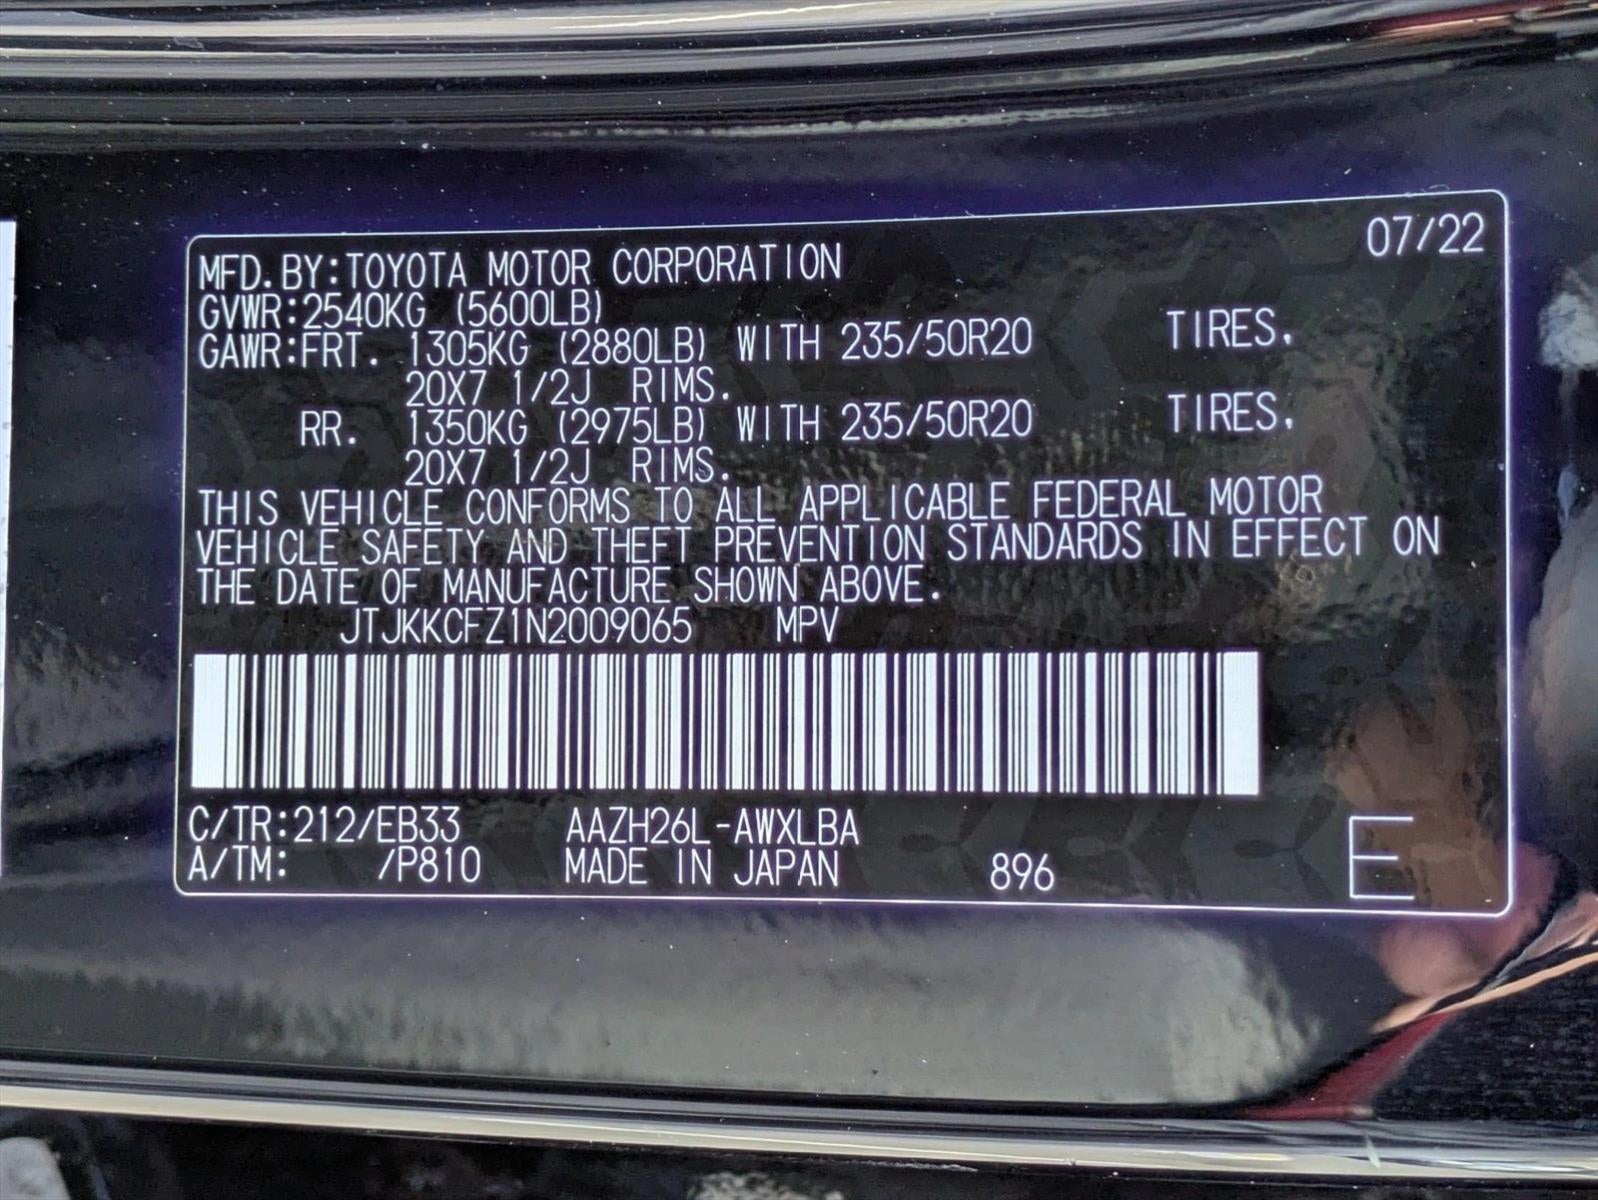 07/22
MFD.BY:TOYOTA MOTOR CORPORATION
GVWR:2540KG (5600LB)
GAWR:FRT. 1305KG (2880LB) WITH 235/50R20 TIRES.
20X7 1/2J RIMS.
RR. 1350KG (2975LB) WITH 235/50R20 TIRES.
20X7 1/2J RIMS.
THIS VEHICLE CONFORMS TO ALL APPLICABLE FEDERAL MOTOR
VEHICLE SAFETY AND THEFT PREVENTION STANDARDS IN EFFECT ON
THE DATE OF MANUFACTURE SHOWN ABOVE.
JTJKKCFZ1N2009065 MPV
C/TR:212/EB33 AAZH26L-AWXLBA
A/TM: /P810 MADE IN JAPAN 896 E